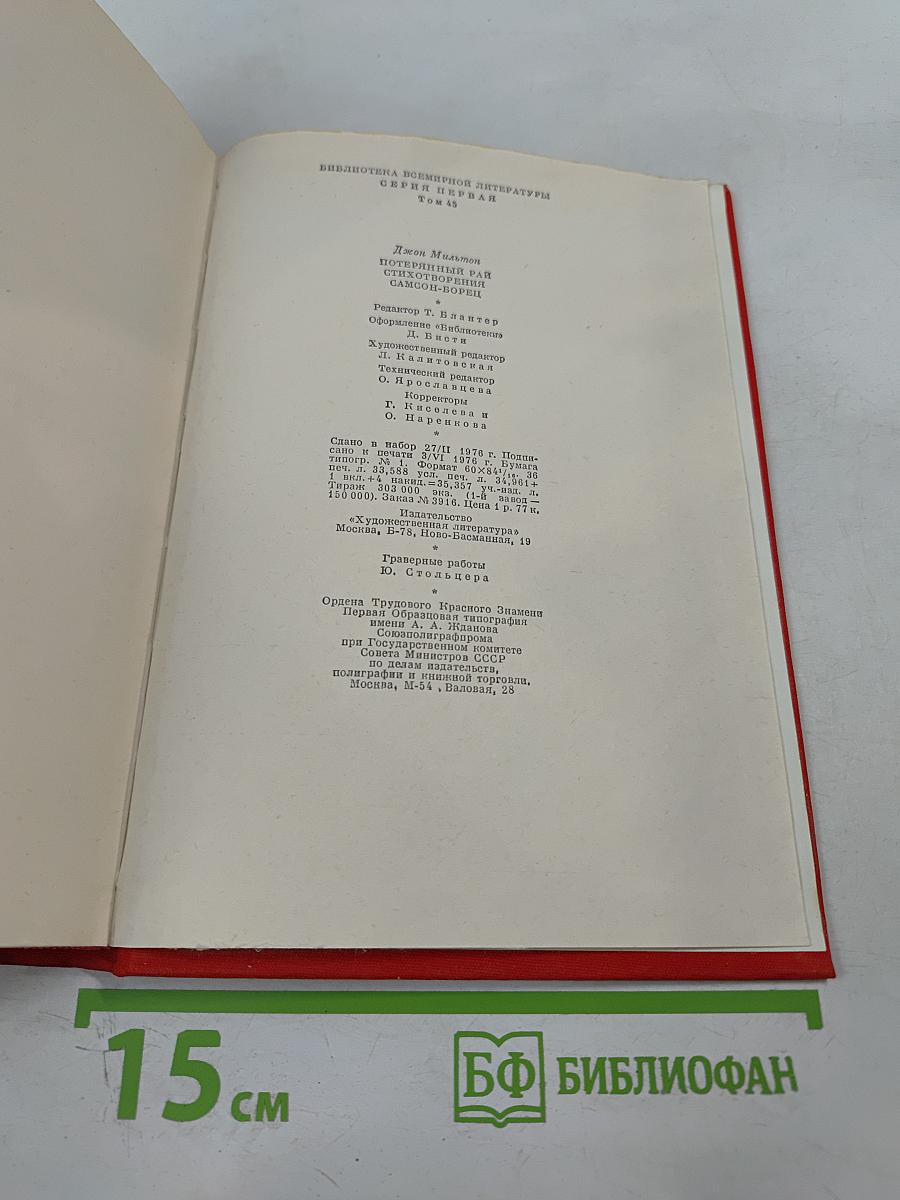 БИБЛИОТЕКА ВСЕМИРНОЙ ЛИТЕРАТУРЫ
СЕРИЯ ПЕРВАЯ
Том 45
Джон Мильтон
ПОТЕРЯННЫЙ РАЙ
СТИХОТВОРЕНИЯ
САМСОН-БОРЕЦ
*
Редактор Т. Блантер
Оформление «Библиотеки»
Д. Бисти
Художественный редактор
Л. Калитовская
Технический редактор
О. Ярославцева
Корректоры
Г. Киселева и
О. Наренкова
*
Сдано в набор 27/II 1976 г. Подпи-
сано к печати 3/VI 1976 г. Бумага
типогр. № 1. Формат 60×84¹/₁₆. 36
печ. л. 33,588 усл. печ. л. 34,961+
1 вкл.+4 накид.=35,357 уч.-изд. л.
Тираж 303 000 экз. (1-й завод—
150 000). Заказ № 3916. Цена 1 р. 77 к.
Издательство
«Художественная литература»
Москва, Б-78, Ново-Басманная, 19
*
Граверные работы
Ю. Стольцера
*
Ордена Трудового Красного Знамени
Первая Образцовая типография
имени А. А. Жданова
Союзполиграфпрома
при Государственном комитете
Совета Министров СССР
по делам издательств,
полиграфии и книжной торговли.
Москва, М-54, Валовая, 28
15 см
БФ БИБЛИОФАН